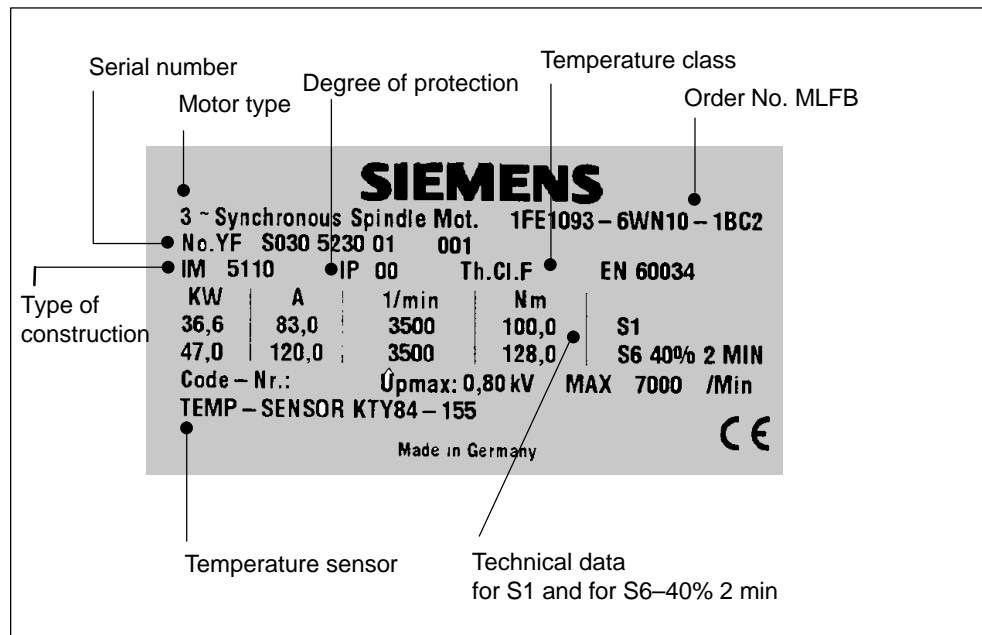 Serial number
Degree of protection
Temperature class
Motor type
Order No. MLFB
SIEMENS
3 ~ Synchronous Spindle Mot. 1FE1093-6WN10-1BC2
No.YF S030 5230 01 001
IM 5110 IP 00 Th.Cl.F EN 60034
Type of
construction
KW A 1/min Nm
36,6 83,0 3500 100,0 S1
47,0 120,0 3500 128,0 S6 40% 2 MIN
Code-Nr.: Ûpmax: 0,80 kV MAX 7000 /Min
TEMP-SENSOR KTY84-155
Made in Germany
CE
Temperature sensor
Technical data
for S1 and for S6–40% 2 min